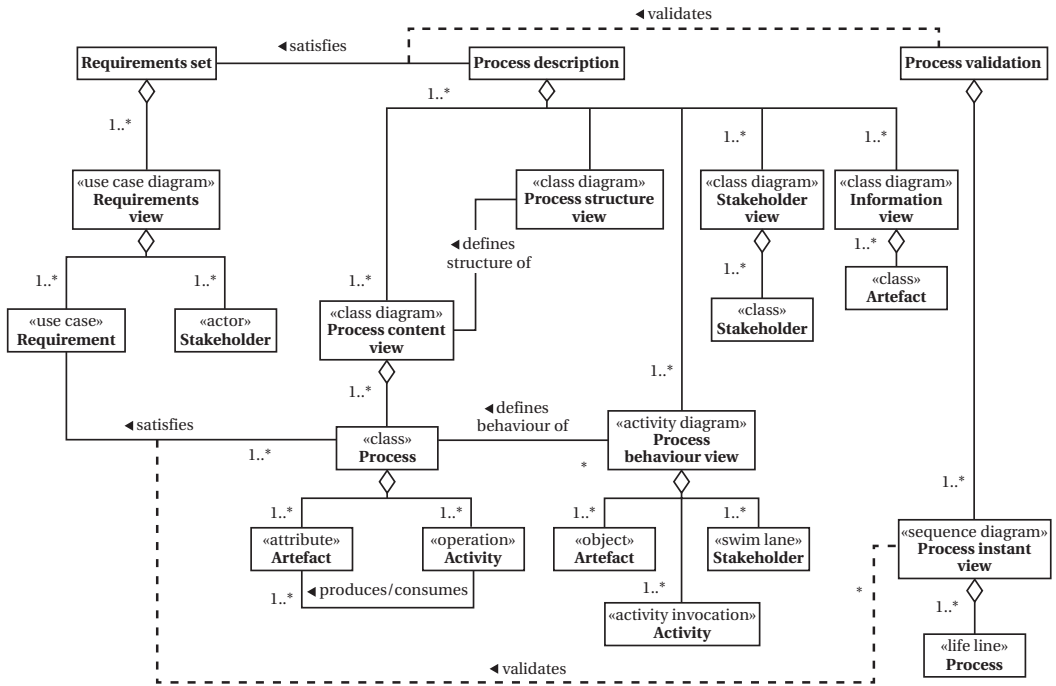 ◄ validates
◄ satisfies
Requirements set
Process description
Process validation
1..*
1..*
1..*
1..*
1..*
«use case diagram»
Requirements
view
«class diagram»
Process structure
view
«class diagram»
Stakeholder
view
«class diagram»
Information
view
◄ defines
structure of
1..*
1..*
1..*
1..*
1..*
«class»
Artefact
«use case»
Requirement
«actor»
Stakeholder
«class diagram»
Process content
view
«class»
Stakeholder
1..*
1..*
◄ satisfies
1..*
◄ defines
behaviour of
*
«class»
Process
«activity diagram»
Process
behaviour view
1..*
1..*
1..*
1..*
1..*
«attribute»
Artefact
«operation»
Activity
«object»
Artefact
«swim lane»
Stakeholder
«sequence diagram»
Process instant
view
1..*
◄ produces/consumes
1..*
*
1..*
«activity invocation»
Activity
«life line»
Process
◄ validates